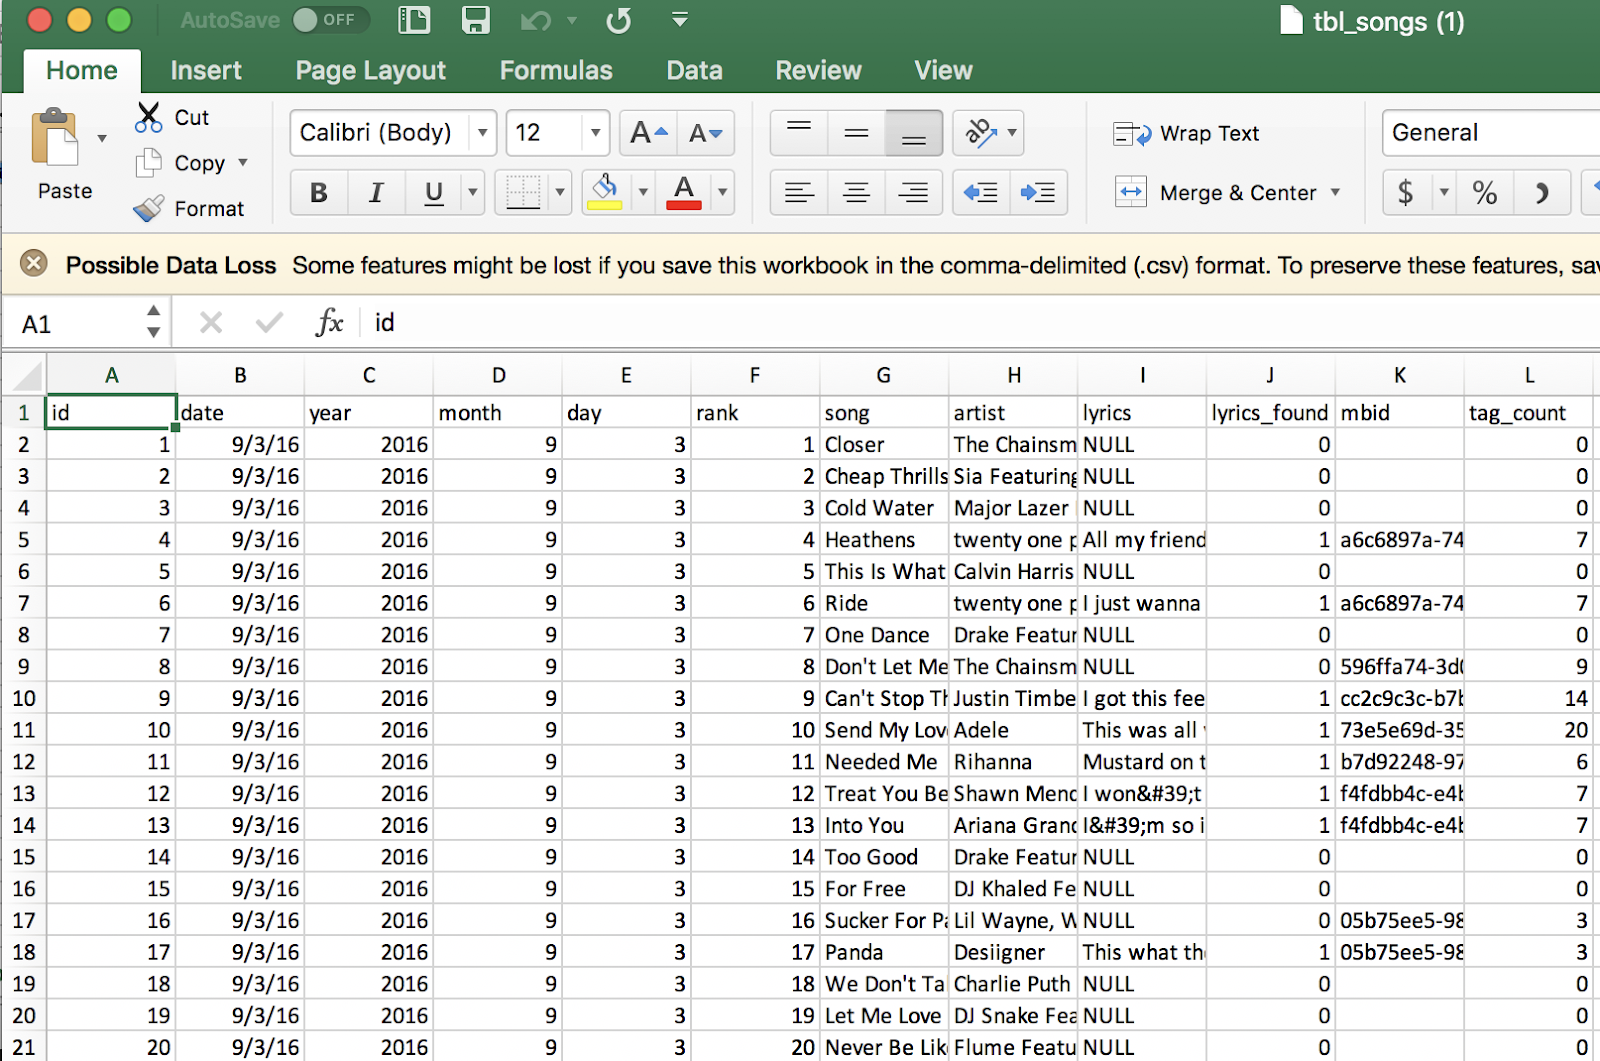 AutoSave OFF tbl_songs (1)
Home Insert Page Layout Formulas Data Review View
Cut
Calibri (Body) 12 A A ab Wrap Text General
Copy
Paste
B I U A Merge & Center $ % )
Format
Possible Data Loss Some features might be lost if you save this workbook in the comma-delimited (.csv) format. To preserve these features, sav
A1 fx id
A B C D E F G H I J K L
1 id date year month day rank song artist lyrics lyrics_found mbid tag_count
2 1 9/3/16 2016 9 3 1 Closer The Chainsm NULL 0 0
3 2 9/3/16 2016 9 3 2 Cheap Thrills Sia Featuring NULL 0 0
4 3 9/3/16 2016 9 3 3 Cold Water Major Lazer NULL 0 0
5 4 9/3/16 2016 9 3 4 Heathens twenty one p All my friend 1 a6c6897a-74 7
6 5 9/3/16 2016 9 3 5 This Is What Calvin Harris NULL 0 0
7 6 9/3/16 2016 9 3 6 Ride twenty one p I just wanna 1 a6c6897a-74 7
8 7 9/3/16 2016 9 3 7 One Dance Drake Featur NULL 0 0
9 8 9/3/16 2016 9 3 8 Don't Let Me The Chainsm NULL 0 596ffa74-3d0 9
10 9 9/3/16 2016 9 3 9 Can't Stop Th Justin Timbe I got this fee 1 cc2c9c3c-b7b 14
11 10 9/3/16 2016 9 3 10 Send My Lov Adele This was all 1 73e5e69d-35 20
12 11 9/3/16 2016 9 3 11 Needed Me Rihanna Mustard on t 1 b7d92248-97 6
13 12 9/3/16 2016 9 3 12 Treat You Be Shawn Mend I won&#39;t 1 f4fdbb4c-e4b 7
14 13 9/3/16 2016 9 3 13 Into You Ariana Grand I&#39;m so i 1 f4fdbb4c-e4b 7
15 14 9/3/16 2016 9 3 14 Too Good Drake Featur NULL 0 0
16 15 9/3/16 2016 9 3 15 For Free DJ Khaled Fe NULL 0 0
17 16 9/3/16 2016 9 3 16 Sucker For Pa Lil Wayne, W NULL 0 05b75ee5-98 3
18 17 9/3/16 2016 9 3 17 Panda Desiigner This what th 1 05b75ee5-98 3
19 18 9/3/16 2016 9 3 18 We Don't Ta Charlie Puth NULL 0 0
20 19 9/3/16 2016 9 3 19 Let Me Love DJ Snake Fea NULL 0 0
21 20 9/3/16 2016 9 3 20 Never Be Lik Flume Featu NULL 0 0